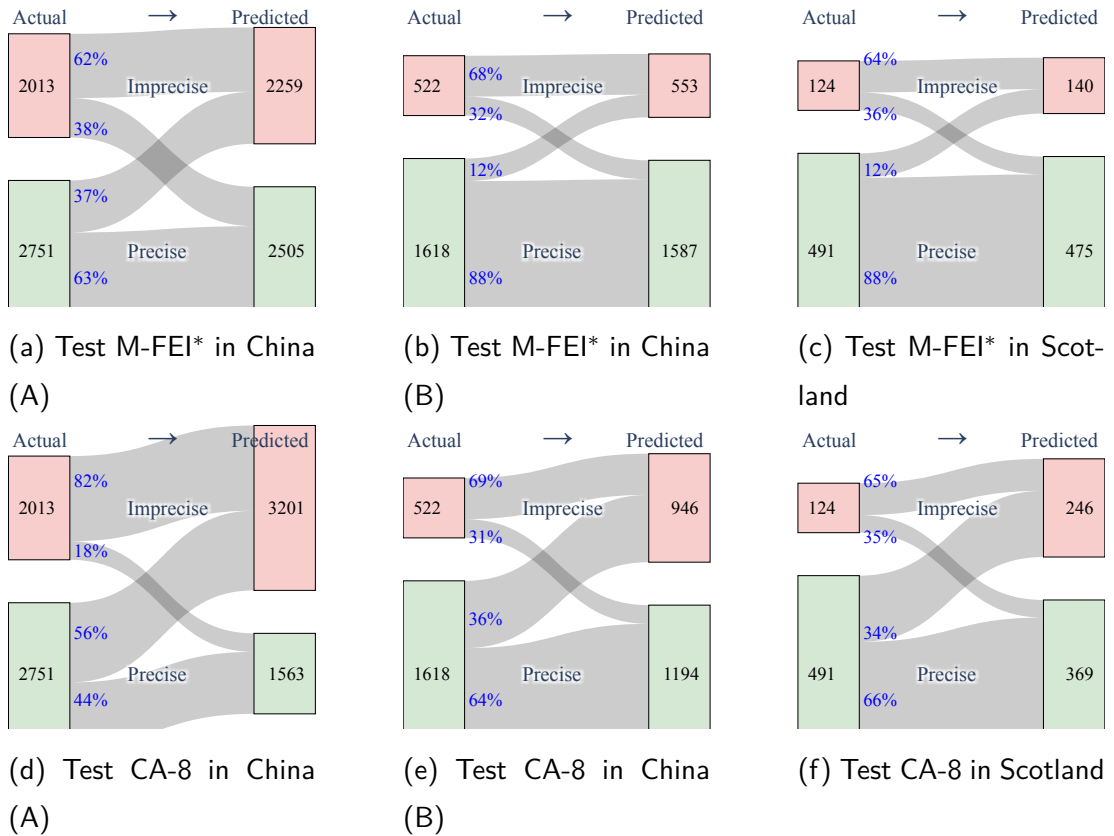 Actual → Predicted
62%
2013 Imprecise 2259
38%
37%
2751 Precise 2505
63%
(a) Test M-FEI* in China
(A)
Actual → Predicted
68%
522 Imprecise 553
32%
12%
1618 Precise 1587
88%
(b) Test M-FEI* in China
(B)
Actual → Predicted
64%
124 Imprecise 140
36%
12%
491 Precise 475
88%
(c) Test M-FEI* in Scot-
land
Actual → Predicted
82%
2013 Imprecise 3201
18%
56%
2751 Precise 1563
44%
(d) Test CA-8 in China
(A)
Actual → Predicted
69%
522 Imprecise 946
31%
36%
1618 Precise 1194
64%
(e) Test CA-8 in China
(B)
Actual → Predicted
65%
124 Imprecise 246
35%
34%
491 Precise 369
66%
(f) Test CA-8 in Scotland